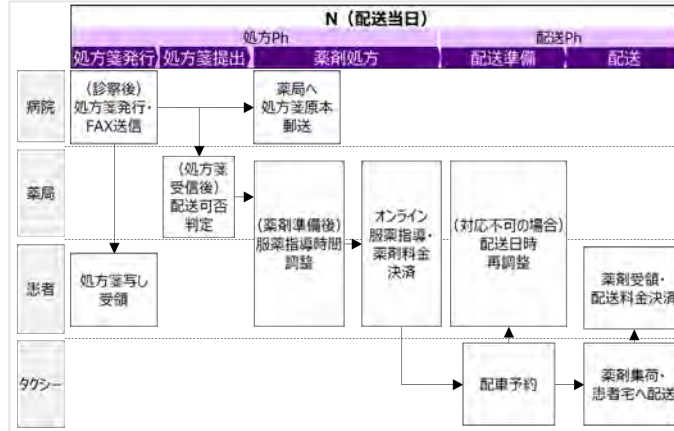 N（配送当日）
処方Ph
配送Ph
処方箋発行
処方箋提出
薬剤処方
配送準備
配送
病院
(診察後)
処方箋発行・
FAX送信
薬局へ
処方箋原本
郵送
薬局
(処方箋
受信後)
配送可否
判定
(薬剤準備後)
服薬指導時間
調整
オンライン
服薬指導・
薬剤料金
決済
(対応不可の場合)
配送日時
再調整
患者
処方箋写し
受領
薬剤受領・
配送料金決済
タクシー
配車予約
薬剤集荷・
患者宅へ配送